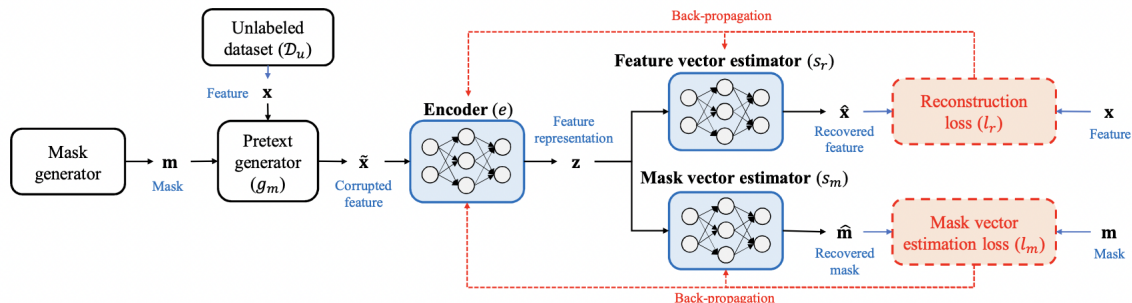 Back-propagation
Unlabeled
dataset (𝒟ᵤ)
Feature
x
Mask
generator
m
Mask
Pretext
generator
(gₘ)
x̃
Corrupted
feature
Encoder (e)
Feature
representation
z
Feature vector estimator (sᵣ)
x̂
Recovered
feature
Reconstruction
loss (lᵣ)
x
Feature
Mask vector estimator (sₘ)
m̂
Recovered
mask
Mask vector
estimation loss (lₘ)
m
Mask
Back-propagation